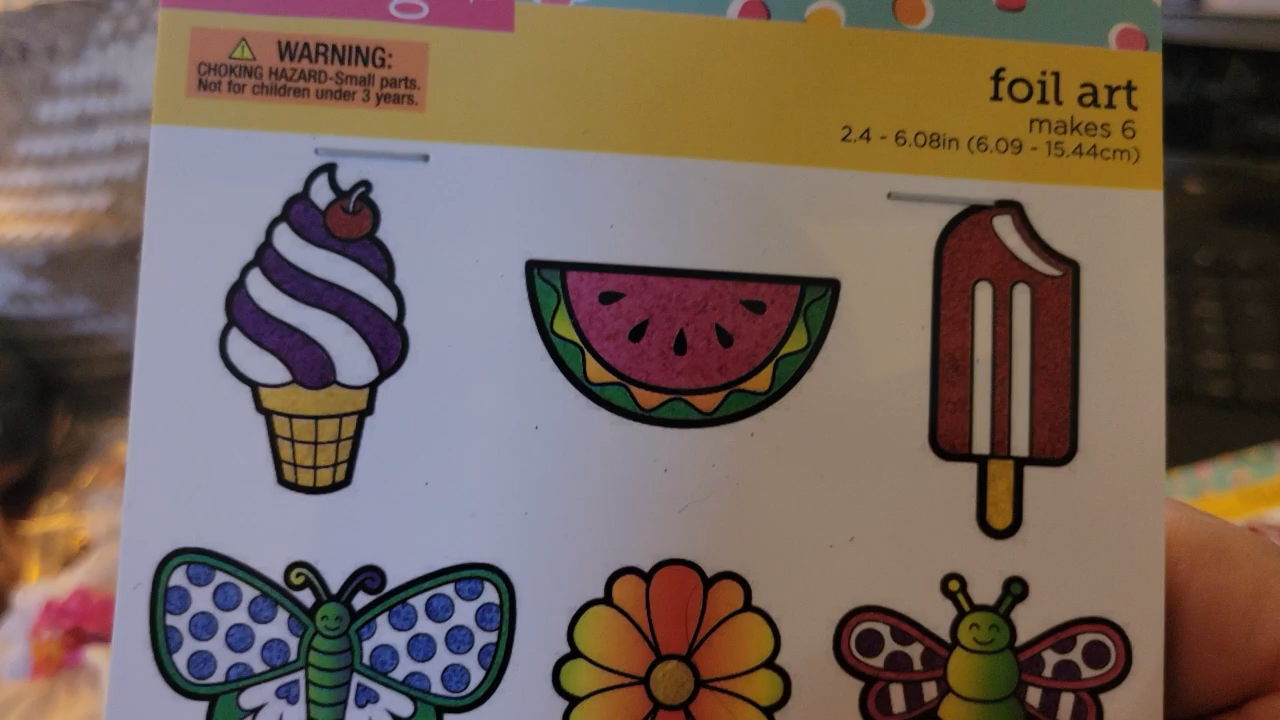 WARNING:
CHOKING HAZARD-Small parts.
Not for children under 3 years.
foil art
makes 6
2.4 - 6.08in (6.09 - 15.44cm)